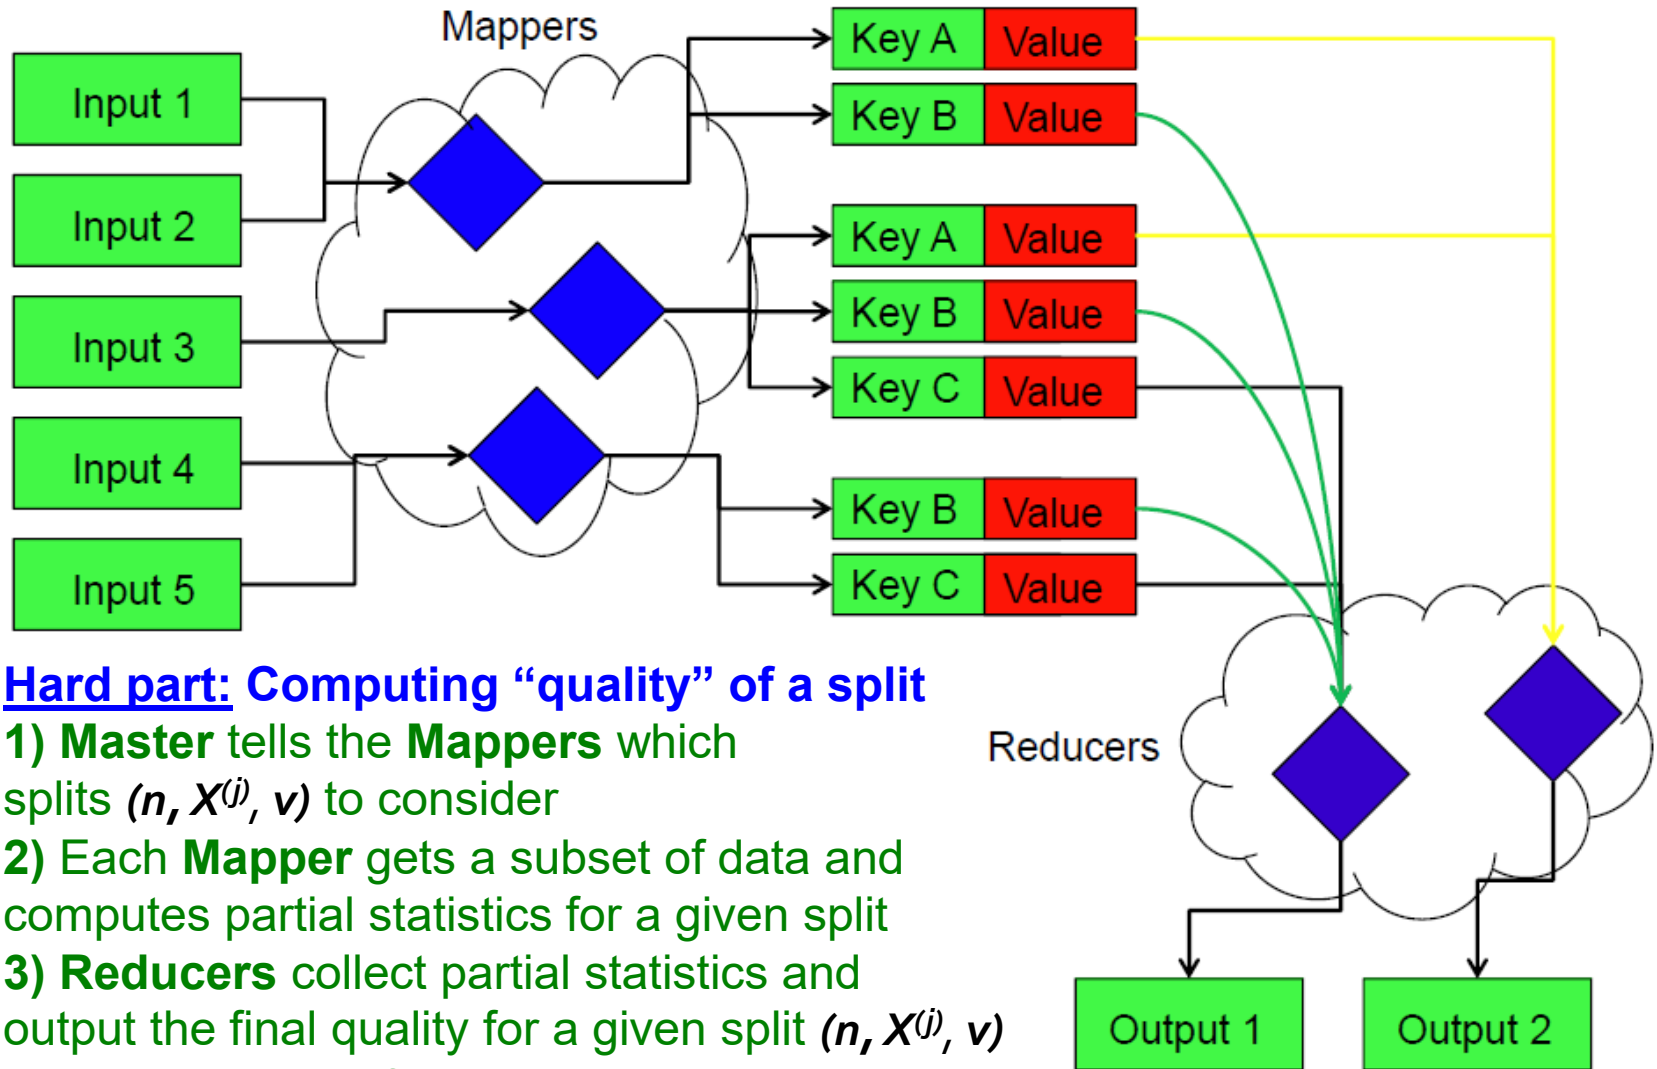 Mappers
Input 1
Input 2
Input 3
Input 4
Input 5
Key A Value
Key B Value
Key A Value
Key B Value
Key C Value
Key B Value
Key C Value
Reducers
Output 1
Output 2
Hard part: Computing “quality” of a split
1) Master tells the Mappers which
splits (n, X(j), v) to consider
2) Each Mapper gets a subset of data and
computes partial statistics for a given split
3) Reducers collect partial statistics and
output the final quality for a given split (n, X(j), v)